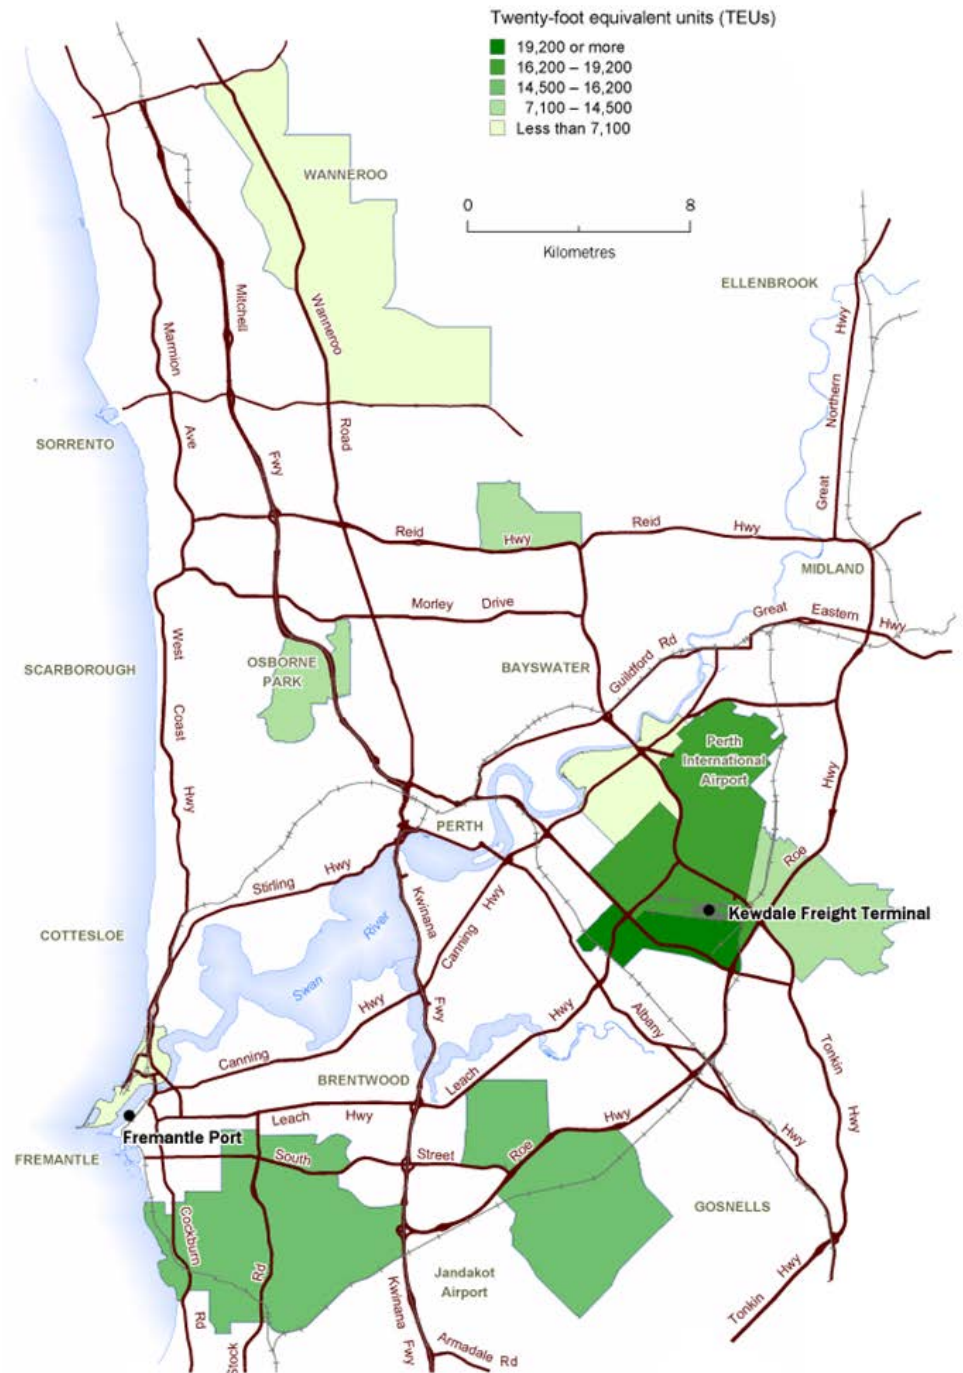 Twenty-foot equivalent units (TEUs)
19,200 or more
16,200 – 19,200
14,500 – 16,200
7,100 – 14,500
Less than 7,100
WANNEROO
0 8
Kilometres
ELLENBROOK
Mitchell
Wanneroo
Hwy
Marmion
Northern
Ave
Road
SORRENTO
Fwy
Great
Reid
Hwy
Reid
Hwy
MIDLAND
Morley Drive
Great Eastern Hwy
West
SCARBOROUGH
OSBORNE
PARK
BAYSWATER
Guildford Rd
Coast
Perth
International
Airport
Hwy
Hwy
PERTH
Roe
Stirling Hwy
Kwinana
Hwy
Kewdale Freight Terminal
COTTESLOE
River
Canning
Swan
Hwy
Fwy
Hwy
Albany
Canning
Tonkin
BRENTWOOD
Leach
Leach Hwy
Hwy
Hwy
Fremantle Port
Hwy
FREMANTLE
South
Street
Roe
GOSNELLS
Cockburn
Rd
Jandakot
Airport
Hwy
Tonkin
Rd
Kwinana
Fwy
Stock
Armadale Rd